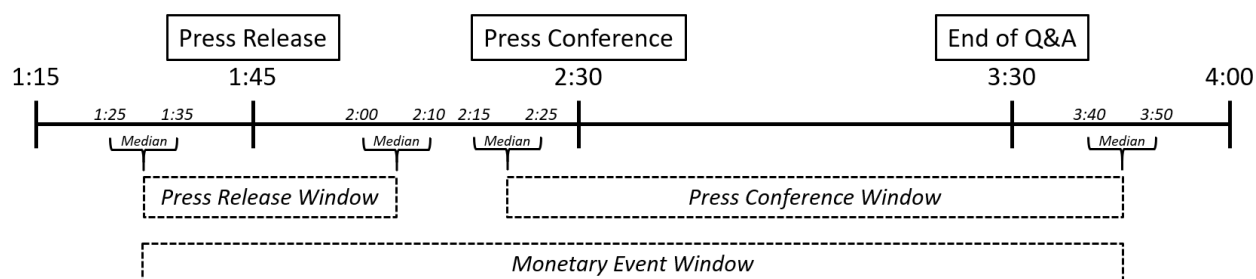 Press Release Press Conference End of Q&A
1:15 1:45 2:30 3:30 4:00
1:25 1:35 2:00 2:10 2:15 2:25 3:40 3:50
Median Median Median Median
Press Release Window Press Conference Window
Monetary Event Window